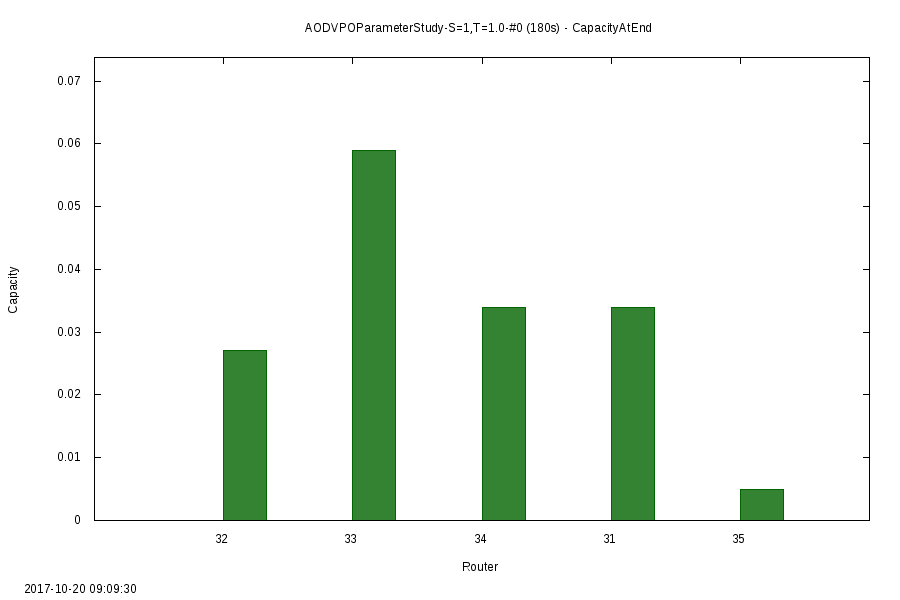 AODVPOParameterStudy-S=1,T=1.0-#0 (180s) - CapacityAtEnd
0.07
0.06
0.05
0.04
0.03
0.02
0.01
0
Capacity
32 33 34 31 35
Router
2017-10-20 09:09:30